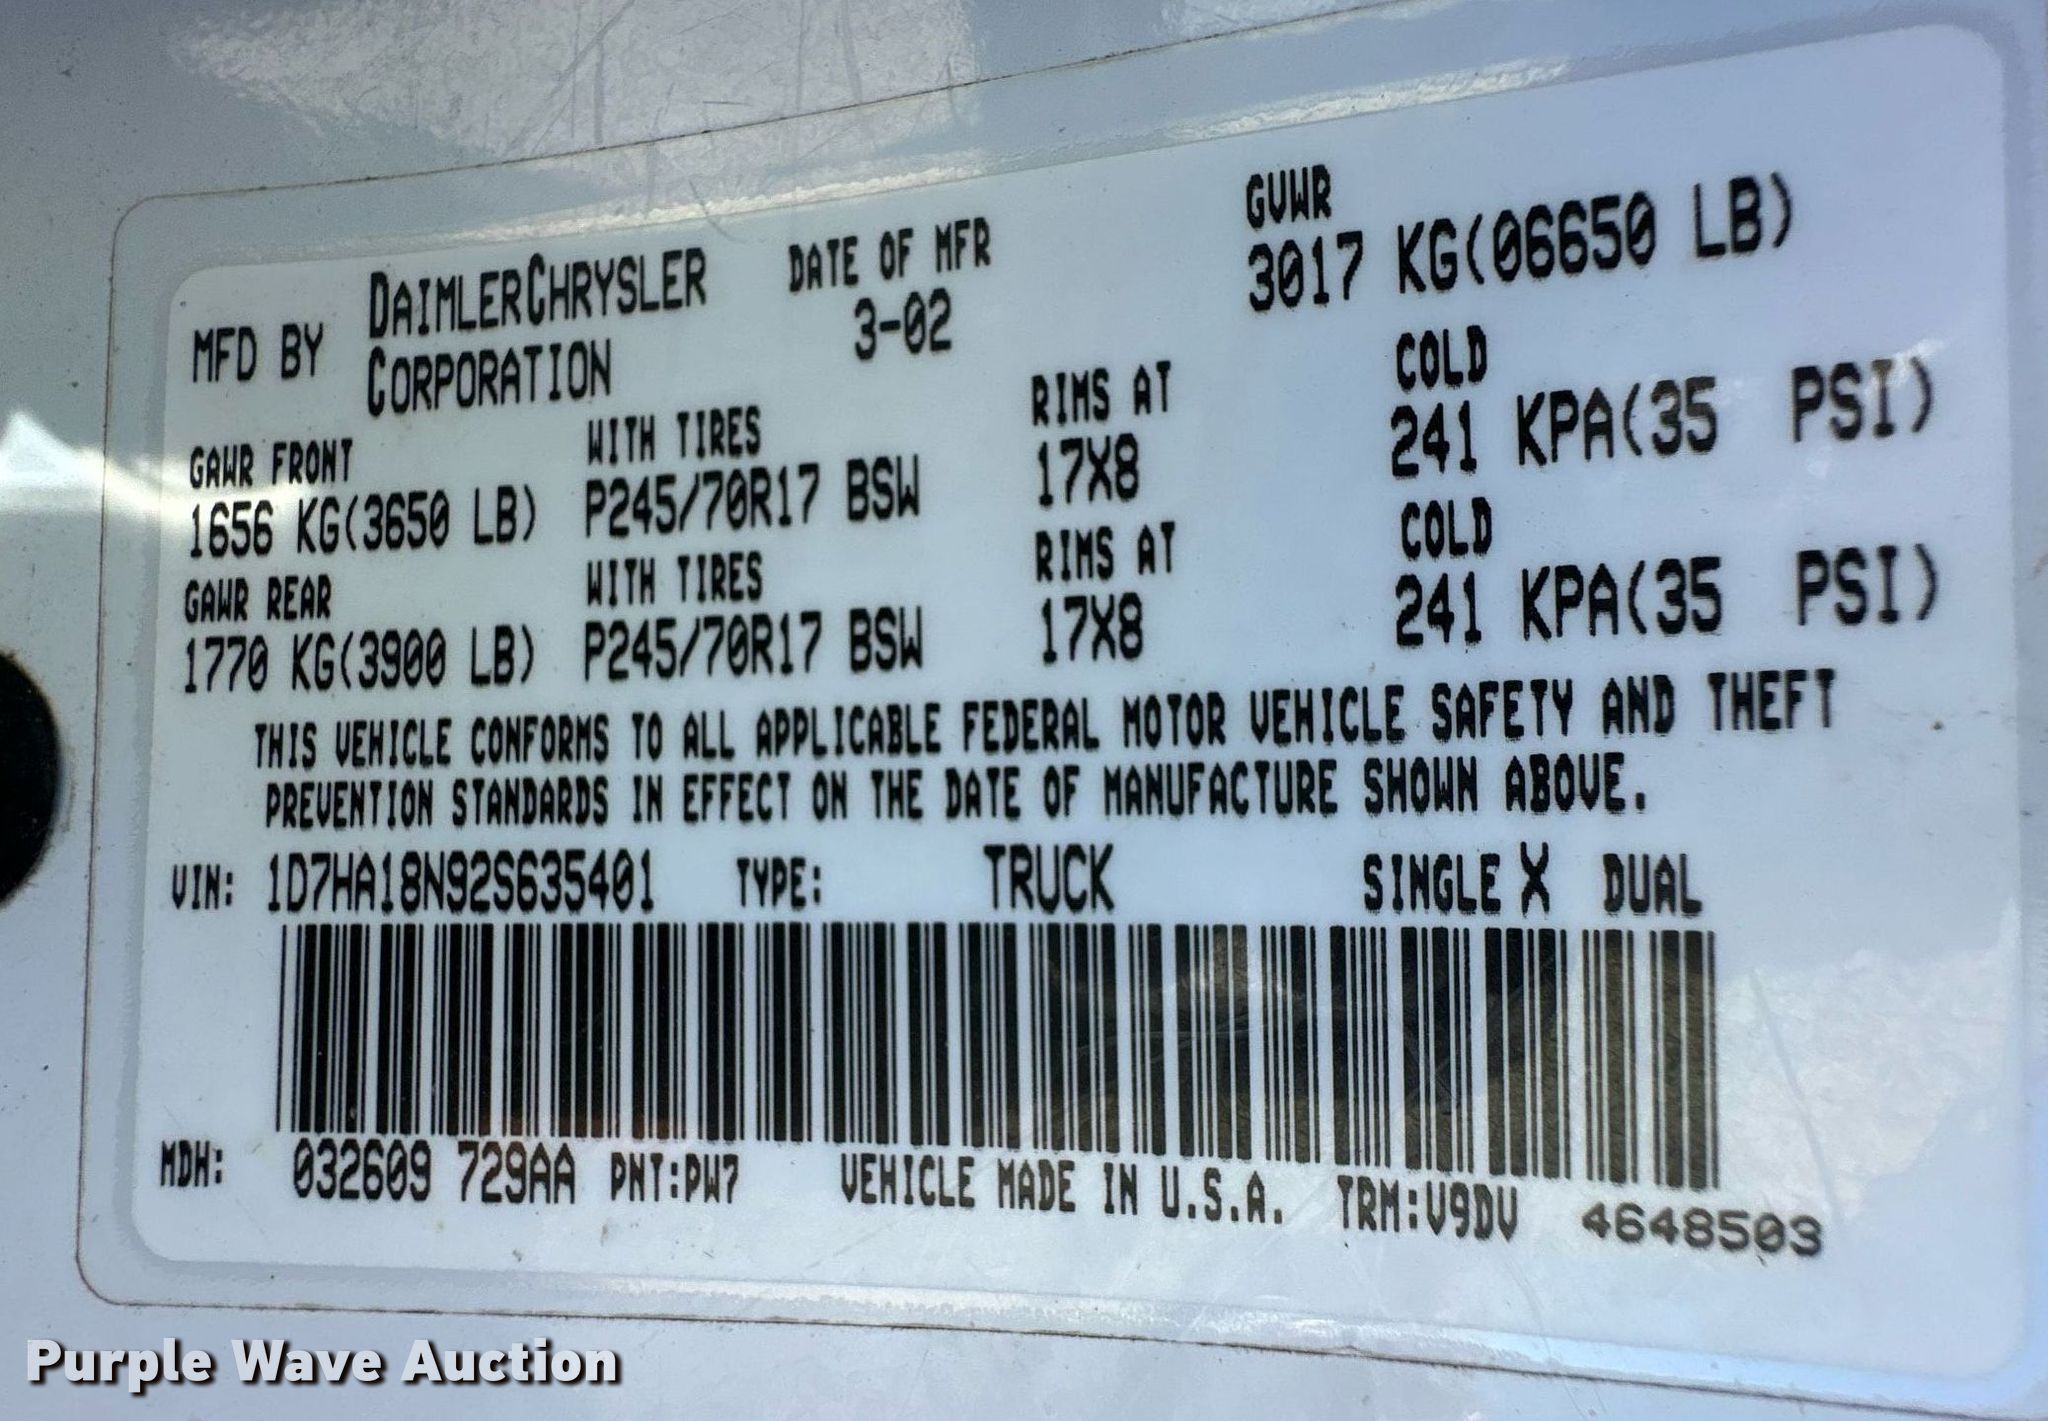 MFD BY DAIMLERCHRYSLER CORPORATION
DATE OF MFR
3-02
GVWR
3017 KG(06650 LB)
GAWR FRONT WITH TIRES RIMS AT COLD
1656 KG(3650 LB) P245/70R17 BSW 17X8 241 KPA(35 PSI)
GAWR REAR WITH TIRES RIMS AT COLD
1770 KG(3900 LB) P245/70R17 BSW 17X8 241 KPA(35 PSI)
THIS VEHICLE CONFORMS TO ALL APPLICABLE FEDERAL MOTOR VEHICLE SAFETY AND THEFT
PREVENTION STANDARDS IN EFFECT ON THE DATE OF MANUFACTURE SHOWN ABOVE.
VIN: 1D7HA18N92S635401 TYPE: TRUCK SINGLE X DUAL
MDH: 032609 729AA PNT:PW7 VEHICLE MADE IN U.S.A. TRM:V9DV 4648503
Purple Wave Auction